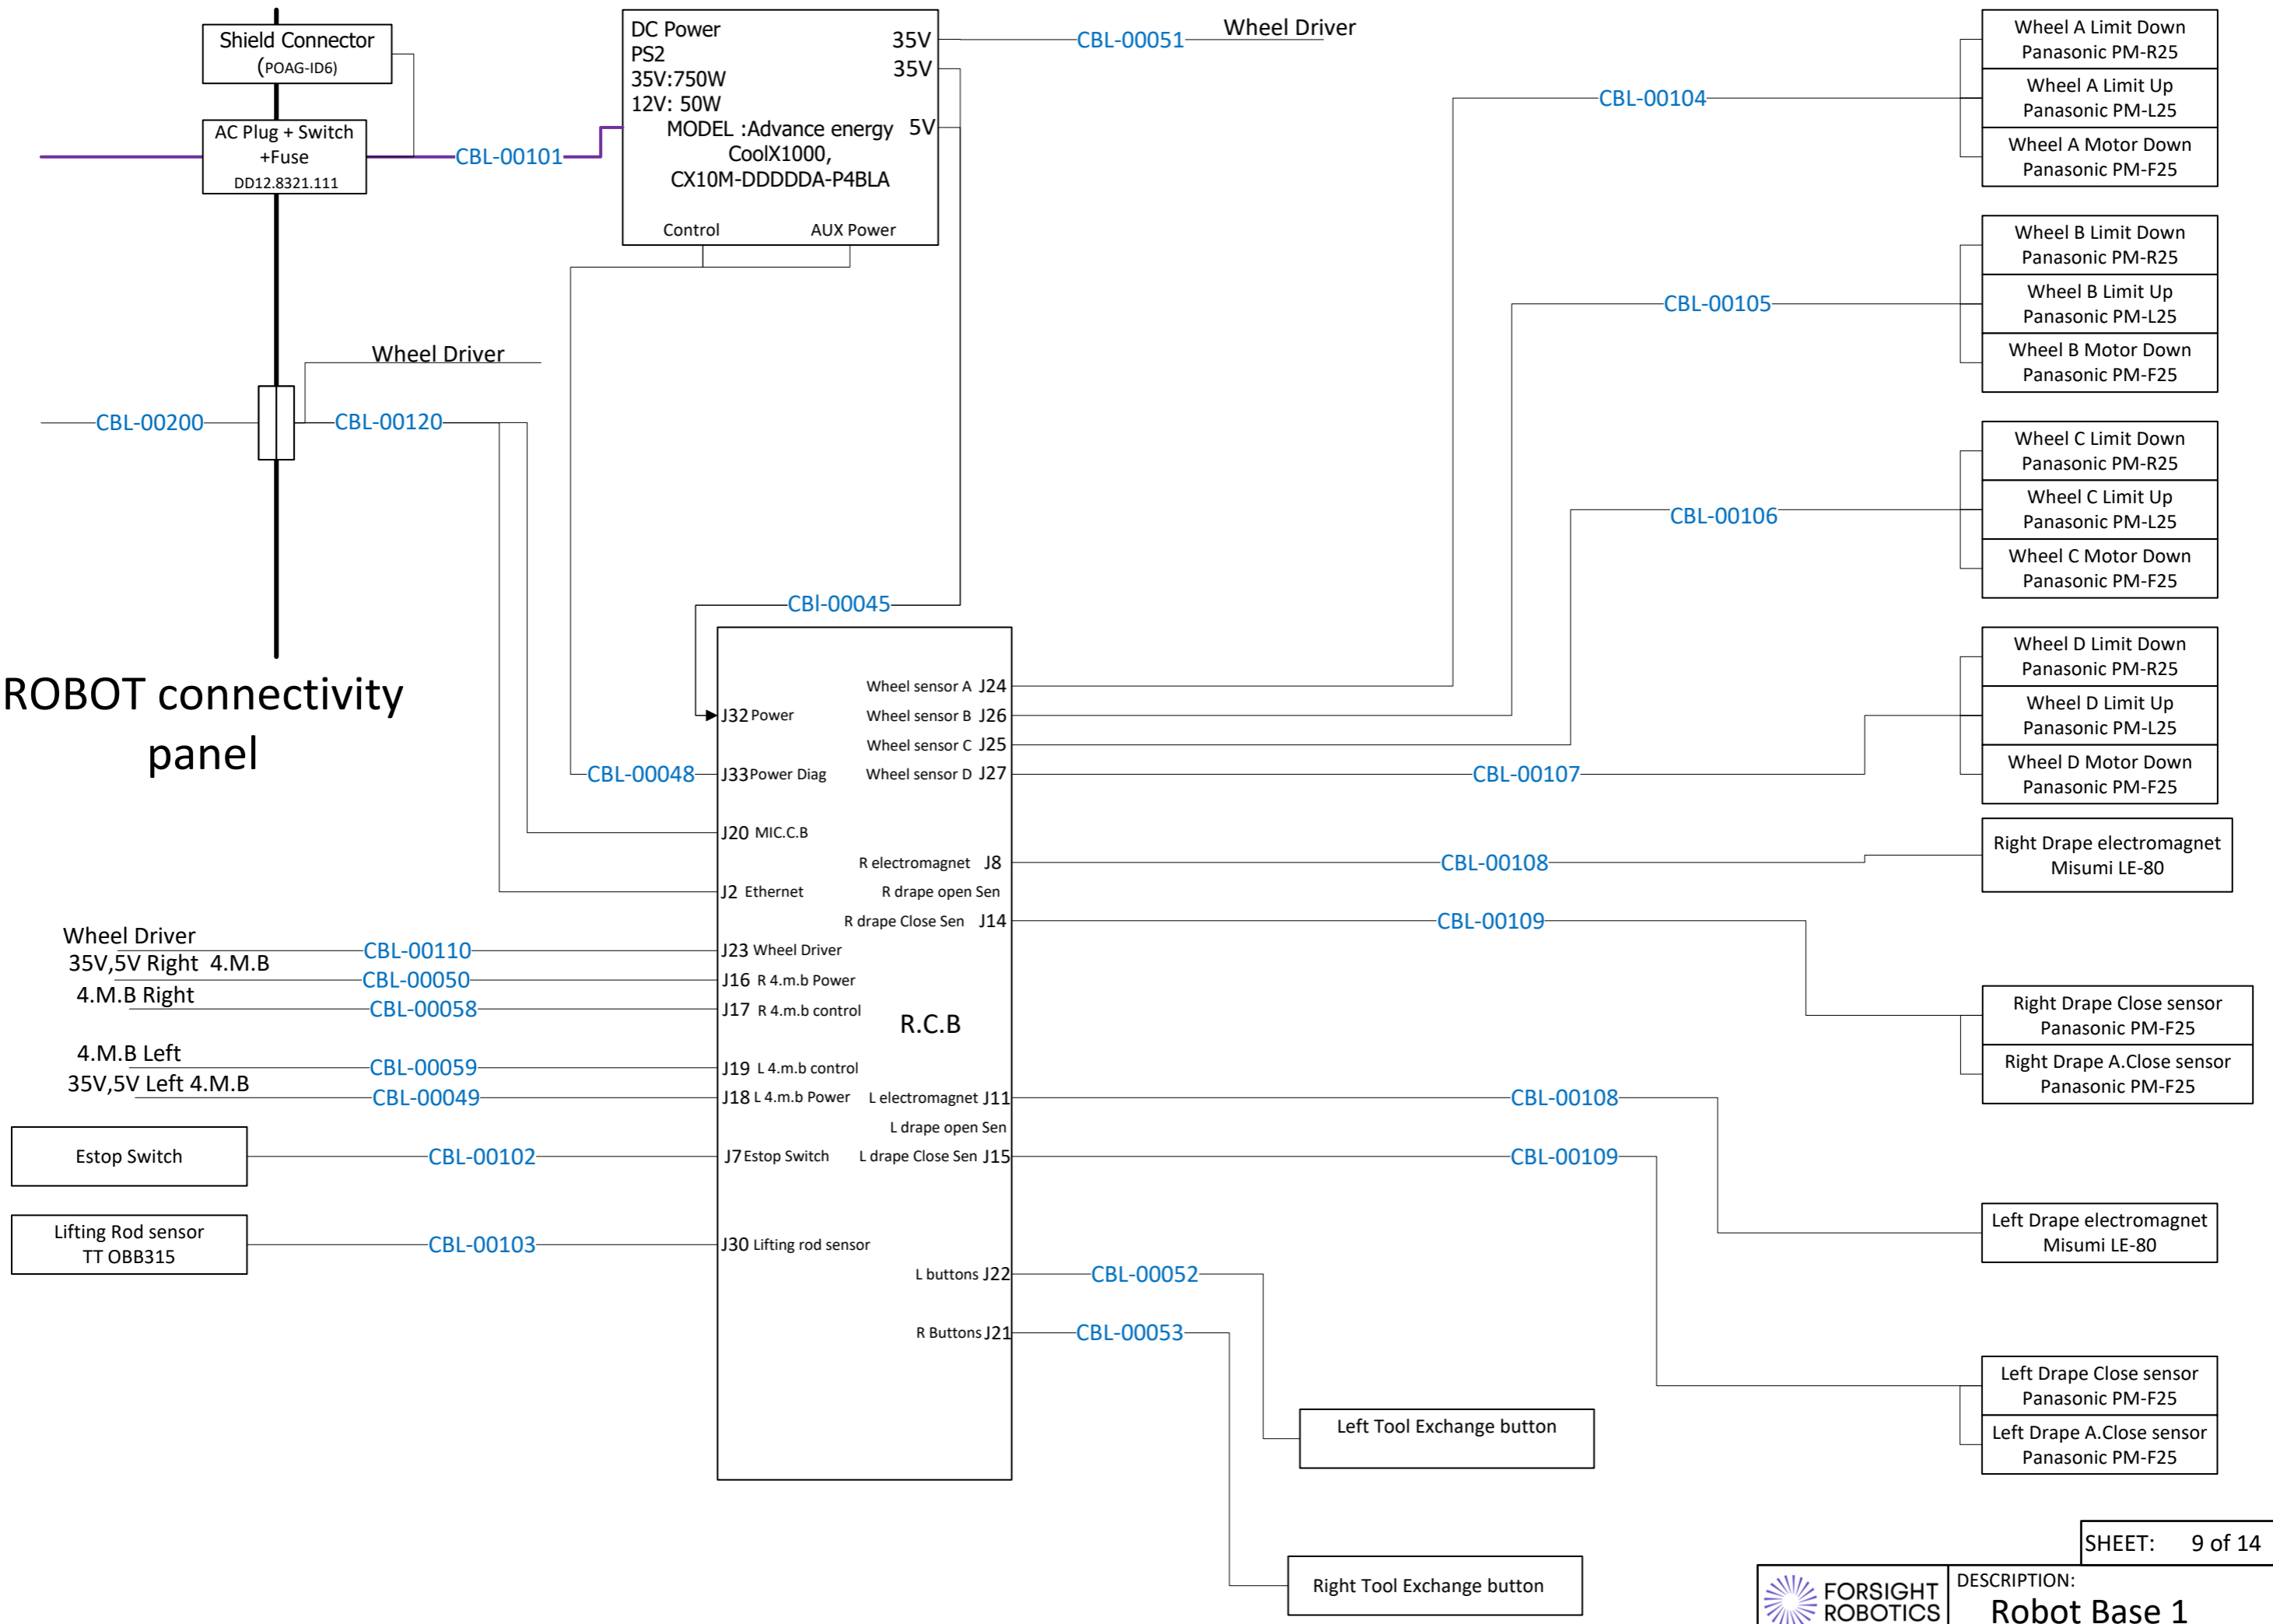 Shield Connector
(POAG-ID6)
AC Plug + Switch
+Fuse
DD12.8321.111
CBL-00101
DC Power
PS2
35V:750W
12V: 50W
MODEL :Advance energy
CoolX1000,
CX10M-DDDDDA-P4BLA
Control
AUX Power
35V
35V
5V
CBL-00051
Wheel Driver
Wheel Driver
CBL-00200
CBL-00120
ROBOT connectivity
panel
CBl-00045
CBL-00048
CBL-00104
Wheel A Limit Down
Panasonic PM-R25
Wheel A Limit Up
Panasonic PM-L25
Wheel A Motor Down
Panasonic PM-F25
CBL-00105
Wheel B Limit Down
Panasonic PM-R25
Wheel B Limit Up
Panasonic PM-L25
Wheel B Motor Down
Panasonic PM-F25
CBL-00106
Wheel C Limit Down
Panasonic PM-R25
Wheel C Limit Up
Panasonic PM-L25
Wheel C Motor Down
Panasonic PM-F25
CBL-00107
Wheel D Limit Down
Panasonic PM-R25
Wheel D Limit Up
Panasonic PM-L25
Wheel D Motor Down
Panasonic PM-F25
J32 Power
J33 Power Diag
J20 MIC.C.B
J2 Ethernet
J23 Wheel Driver
J16 R 4.m.b Power
J17 R 4.m.b control
J19 L 4.m.b control
J18 L 4.m.b Power
J7 Estop Switch
J30 Lifting rod sensor
R.C.B
Wheel sensor A J24
Wheel sensor B J26
Wheel sensor C J25
Wheel sensor D J27
R electromagnet J8
R drape open Sen
R drape Close Sen J14
L electromagnet J11
L drape open Sen
L drape Close Sen J15
L buttons J22
R Buttons J21
Wheel Driver
CBL-00110
35V,5V Right 4.M.B
CBL-00050
4.M.B Right
CBL-00058
4.M.B Left
CBL-00059
35V,5V Left 4.M.B
CBL-00049
Estop Switch
CBL-00102
Lifting Rod sensor
TT OBB315
CBL-00103
CBL-00108
Right Drape electromagnet
Misumi LE-80
CBL-00109
Right Drape Close sensor
Panasonic PM-F25
Right Drape A.Close sensor
Panasonic PM-F25
CBL-00108
Left Drape electromagnet
Misumi LE-80
CBL-00109
Left Drape Close sensor
Panasonic PM-F25
Left Drape A.Close sensor
Panasonic PM-F25
CBL-00052
Left Tool Exchange button
CBL-00053
Right Tool Exchange button
SHEET: 9 of 14
FORSIGHT
ROBOTICS
DESCRIPTION:
Robot Base 1